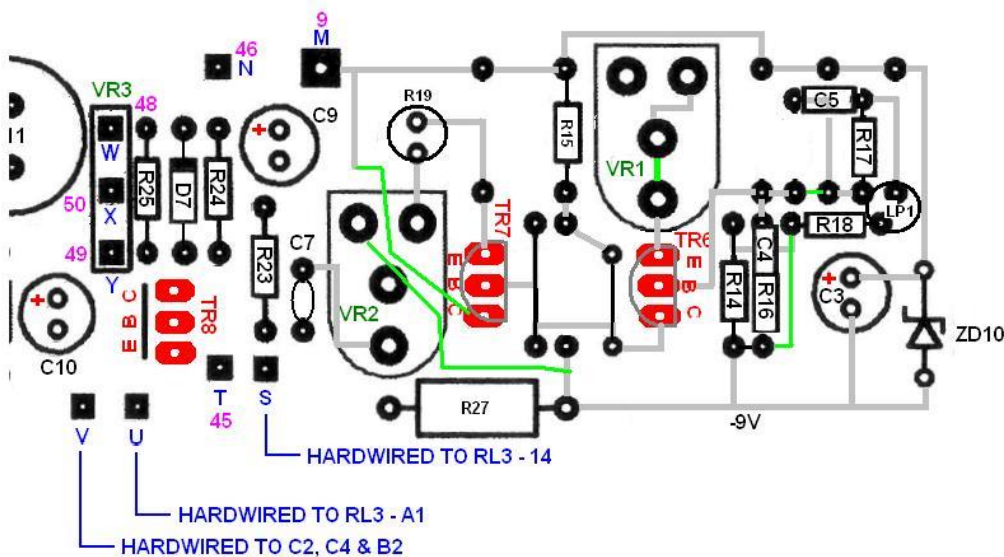 9
M
46
N
VR3
48
W
50
X
49
Y
R25
D7
R24
+
C9
R19
R15
VR1
C5
R17
LP1
R18
C4
R14
R16
C3
+
ZD10
TR7
E B C
TR6
E B C
R23
C7
VR2
C10
+
E B C
TR8
R27
-9V
V
U
T
45
S
HARDWIRED TO RL3 - 14
HARDWIRED TO RL3 - A1
HARDWIRED TO C2, C4 & B2